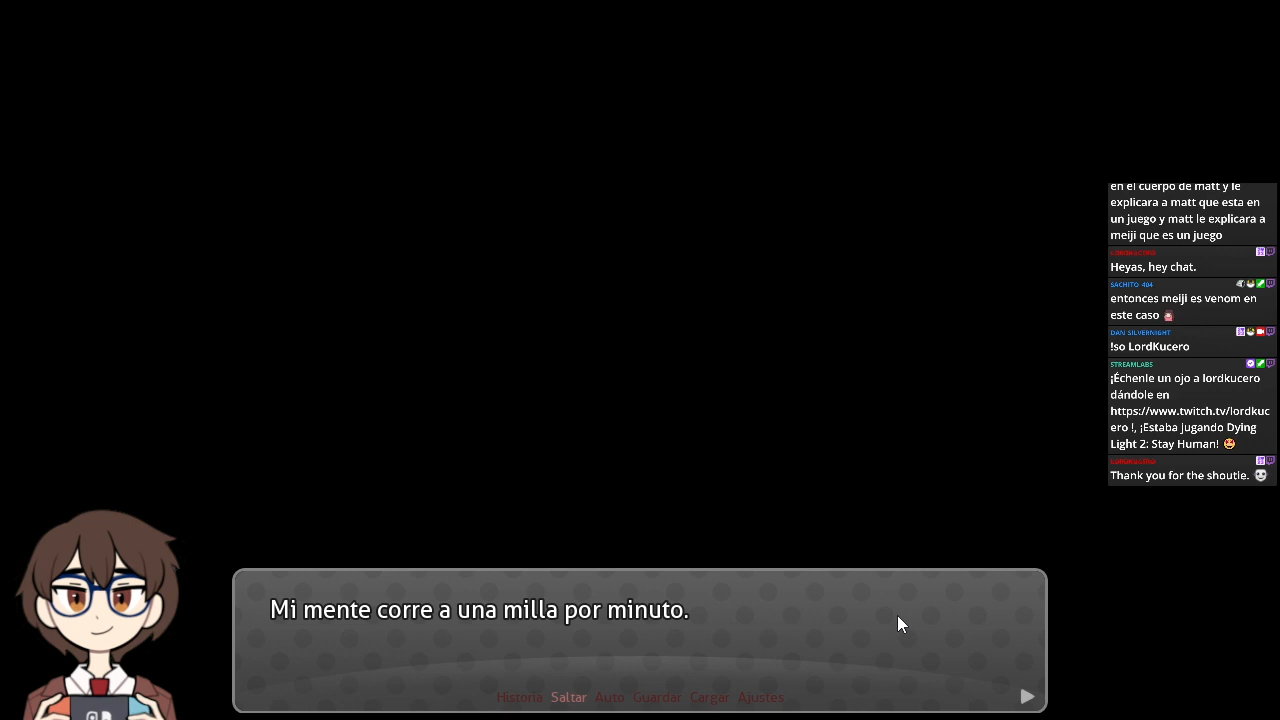 en el cuerpo de matt y le
explicara a matt que esta en
un juego y matt le explicara a
meiji que es un juego
Heyas, hey chat.
SACHITO_404
entonces meiji es venom en
este caso
DAN SILVERNIGHT
!so LordKucero
STREAMLABS
¡Échenle un ojo a lordkucero
dándole en
https://www.twitch.tv/lordkuc
ero !, ¡Estaba Jugando Dying
Light 2: Stay Human!
Thank you for the shoutie.
Mi mente corre a una milla por minuto.
Historia Saltar Auto Guardar Cargar Ajustes